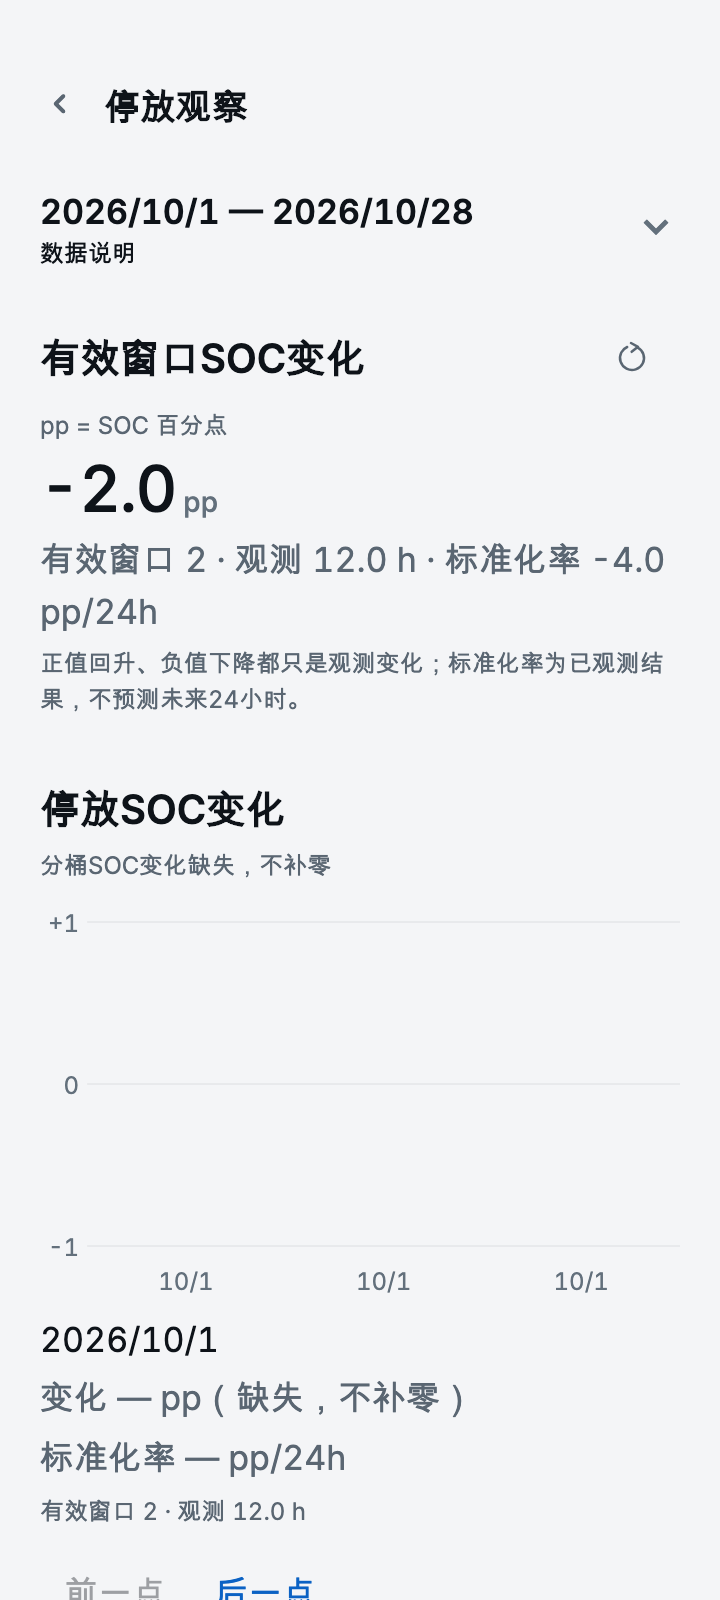 停放观察
2026/10/1 — 2026/10/28
数据说明
有效窗口SOC变化
pp = SOC 百分点
-2.0 pp
有效窗口 2 · 观测 12.0 h · 标准化率 -4.0
pp/24h
正值回升、负值下降都只是观测变化；标准化率为已观测结
果，不预测未来24小时。
停放SOC变化
分桶SOC变化缺失，不补零
+1
0
-1
10/1 10/1 10/1
2026/10/1
变化 — pp（缺失，不补零）
标准化率 — pp/24h
有效窗口 2 · 观测 12.0 h
前一点 后一点